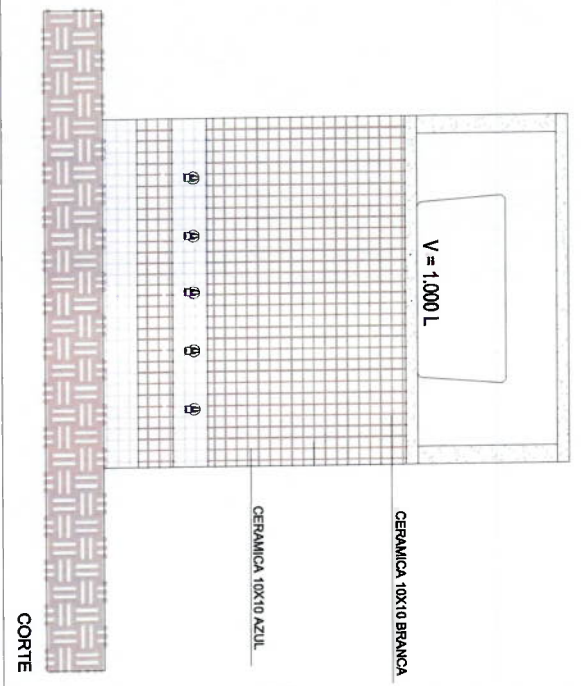 V = 1.000 L
CERAMICA 10X10 BRANCA
CERAMICA 10X10 AZUL
CORTE